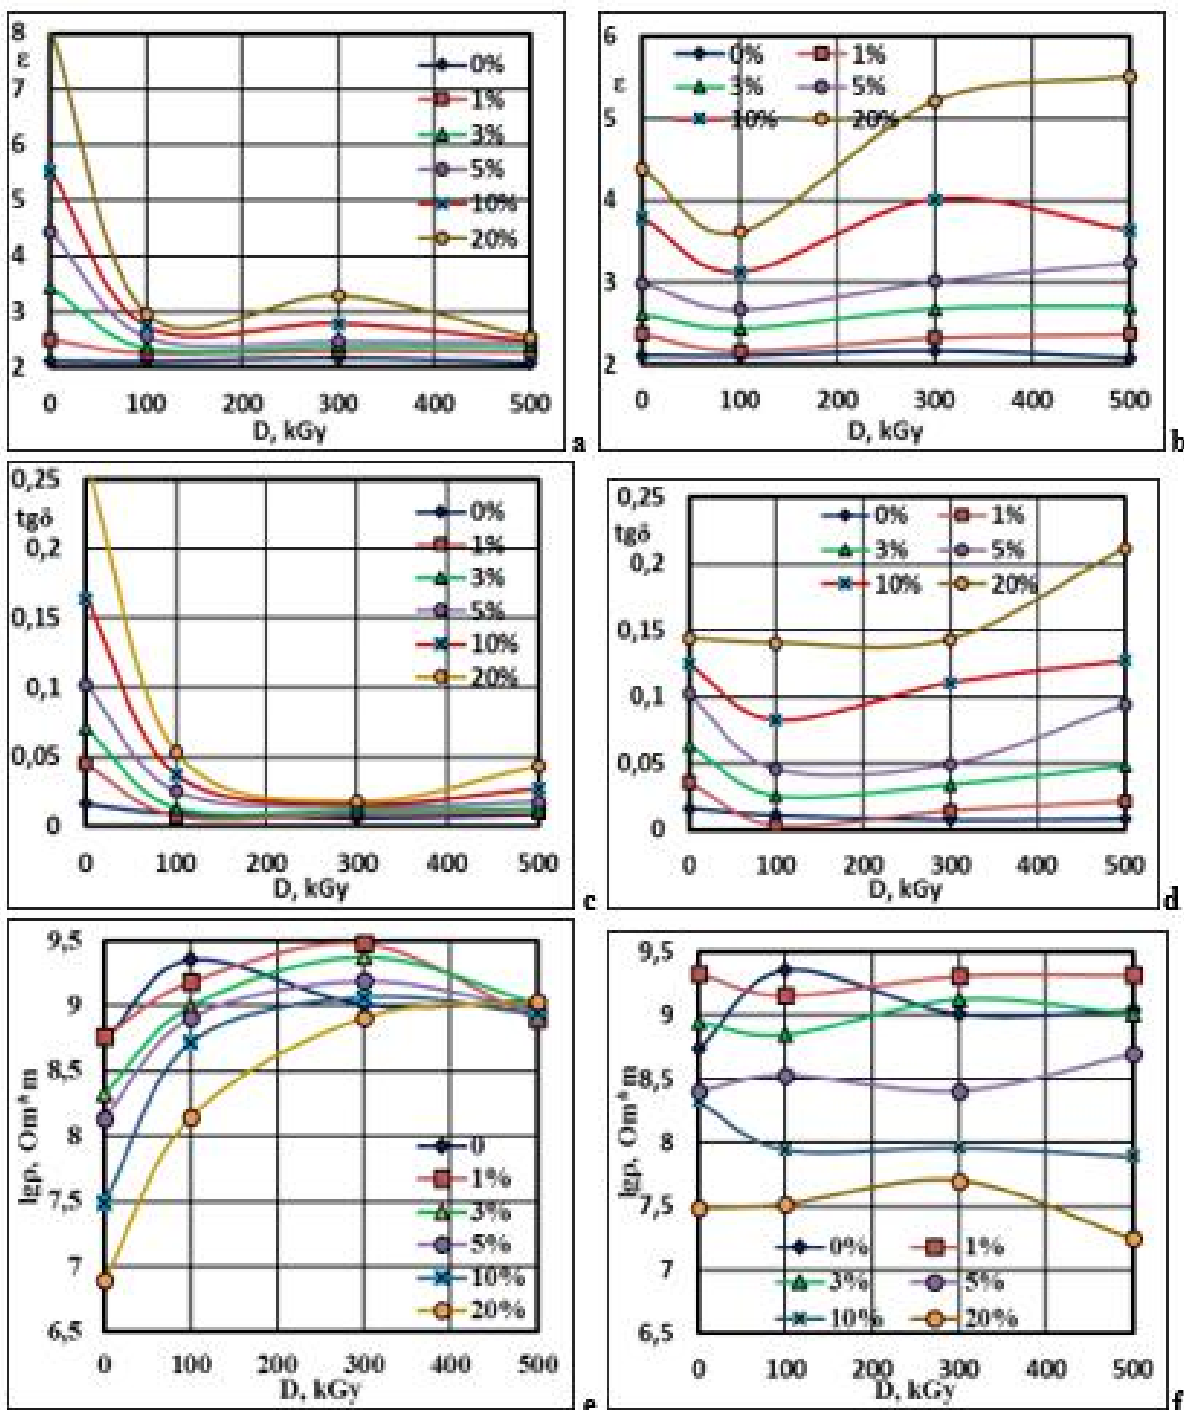 8
ε
7
6
5
4
3
2
0 100 200 300 400 500
D, kGy
0%
1%
3%
5%
10%
20%
a
6
ε
5
4
3
2
0 100 200 300 400 500
D, kGy
0% 1%
3% 5%
10% 20%
b
0,25
tgδ
0,2
0,15
0,1
0,05
0
0 100 200 300 400 500
D, kGy
0%
1%
3%
5%
10%
20%
c
0,25
tgδ
0,2
0,15
0,1
0,05
0
0 100 200 300 400 500
D, kGy
0% 1%
3% 5%
10% 20%
d
9,5
9
8,5
8
7,5
7
6,5
lgρ, Om*m
0 100 200 300 400 500
D, kGy
0
1%
3%
5%
10%
20%
e
9,5
9
8,5
8
7,5
7
6,5
lgρ, Om*m
0 100 200 300 400 500
D, kGy
0% 1%
3% 5%
10% 20%
f